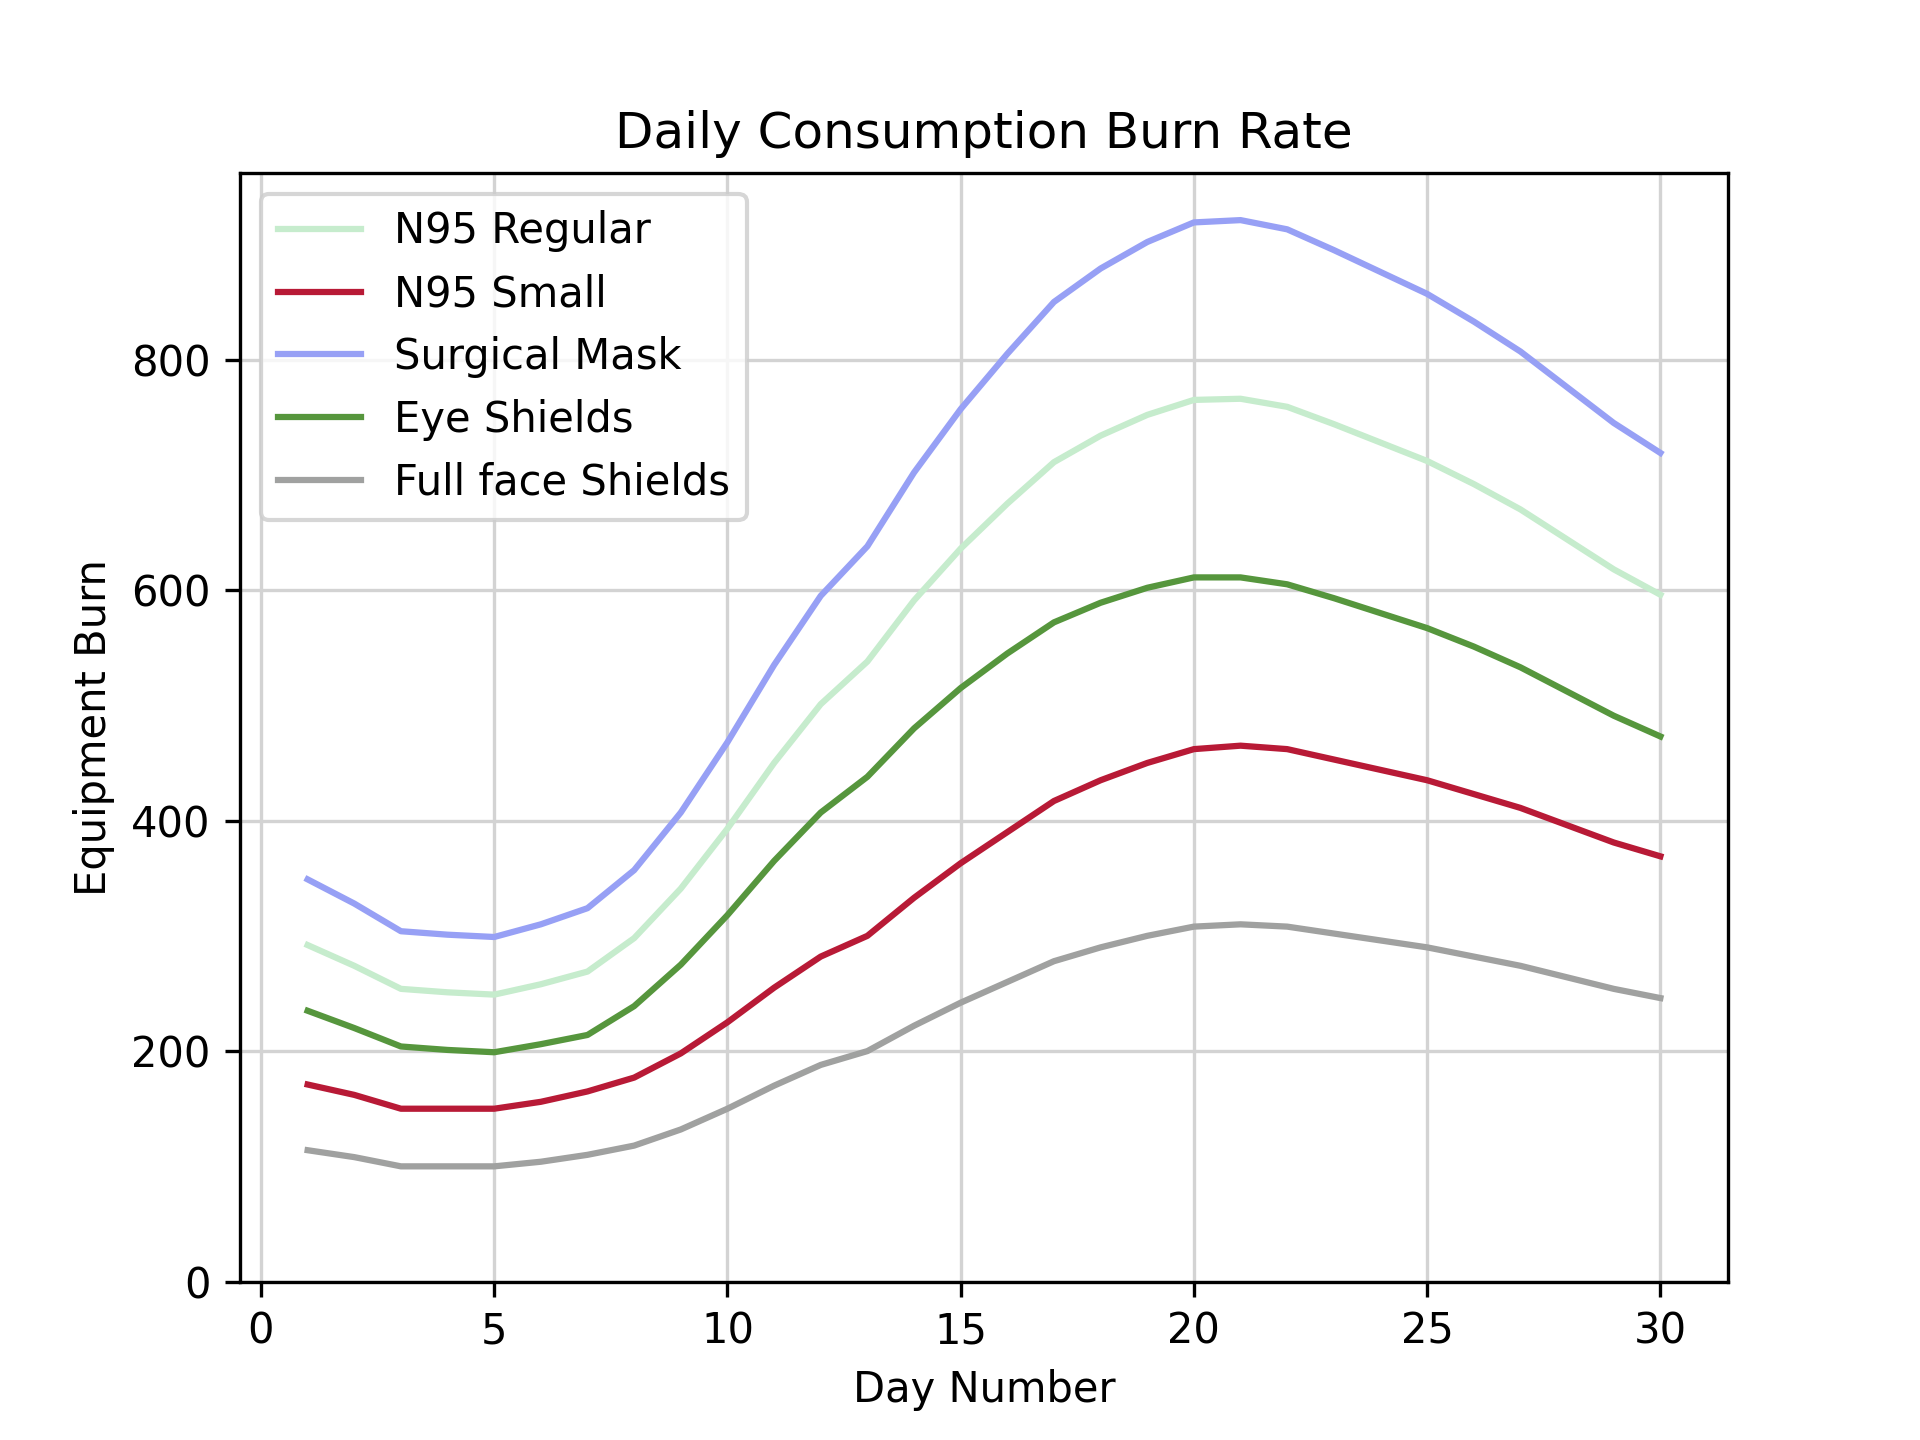 Daily Consumption Burn Rate
N95 Regular
N95 Small
Surgical Mask
Eye Shields
Full face Shields
Equipment Burn
800
600
400
200
0
0 5 10 15 20 25 30
Day Number